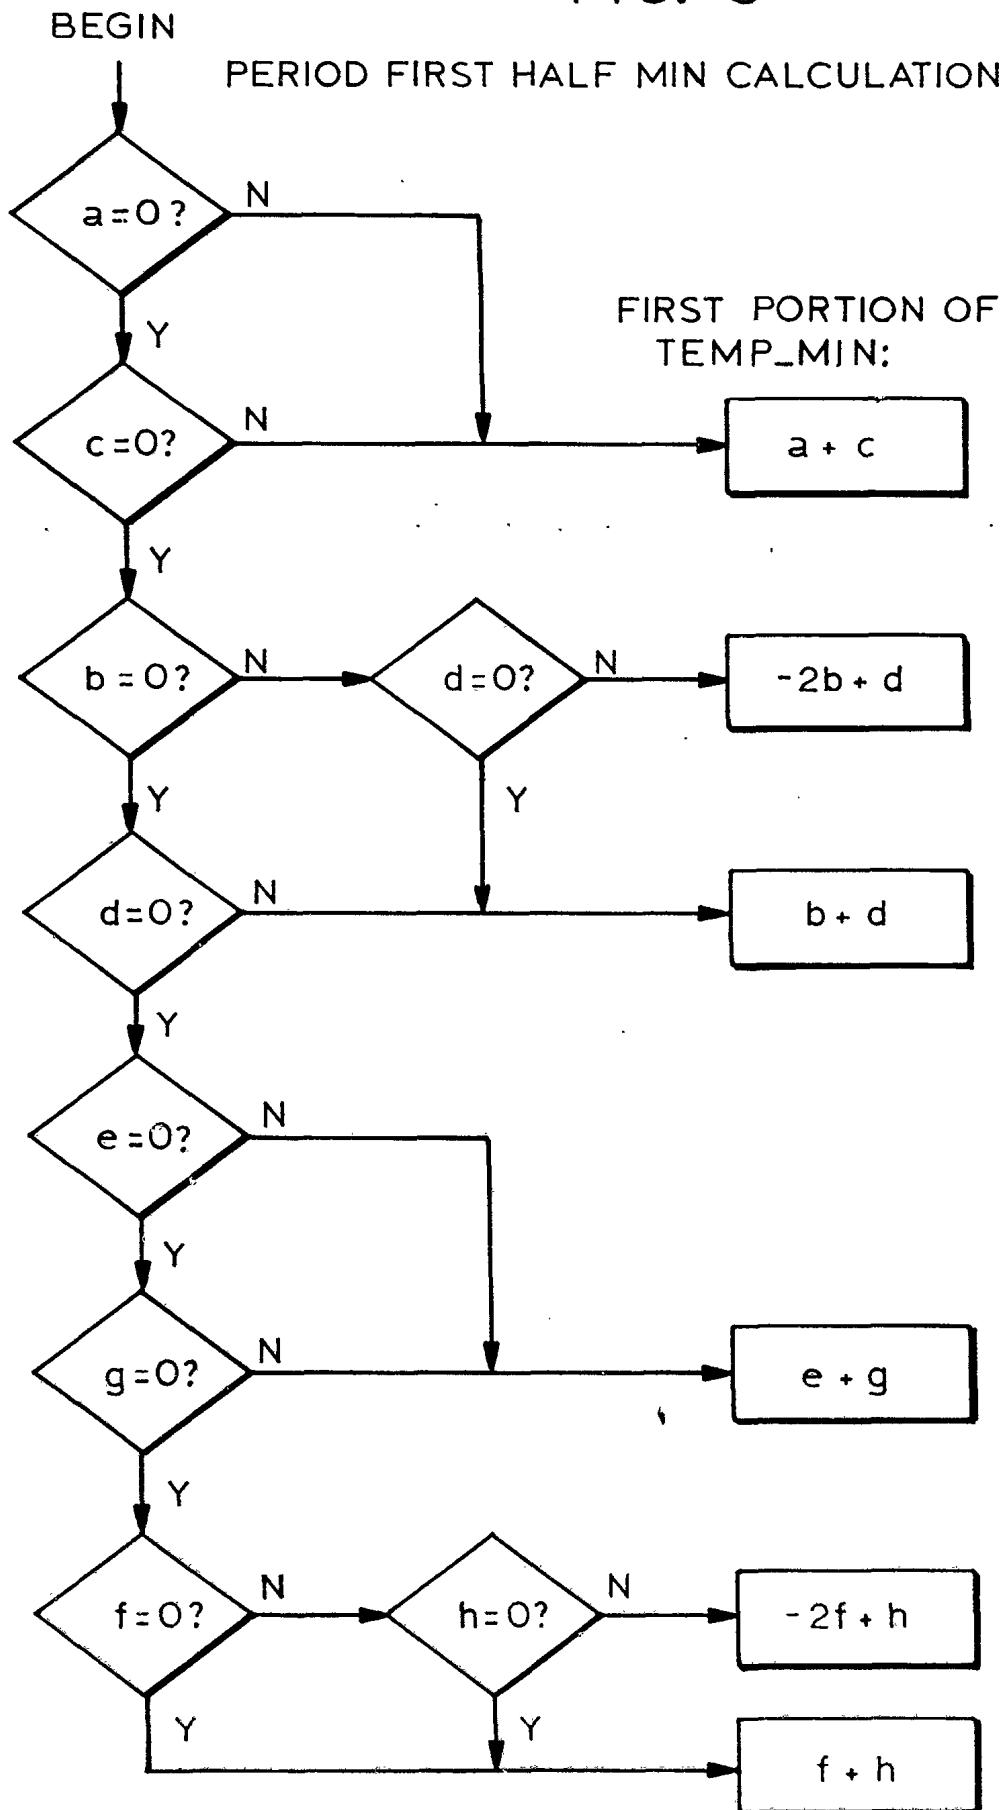 BEGIN
PERIOD FIRST HALF MIN CALCULATION
a=0?
N
Y
FIRST PORTION OF
TEMP_MIN:
c=0?
N
a + c
Y
b=0?
N
d=0?
N
-2b + d
Y
Y
d=0?
N
b + d
Y
e=0?
N
Y
g=0?
N
e + g
Y
f=0?
N
h=0?
N
-2f + h
Y
Y
f + h